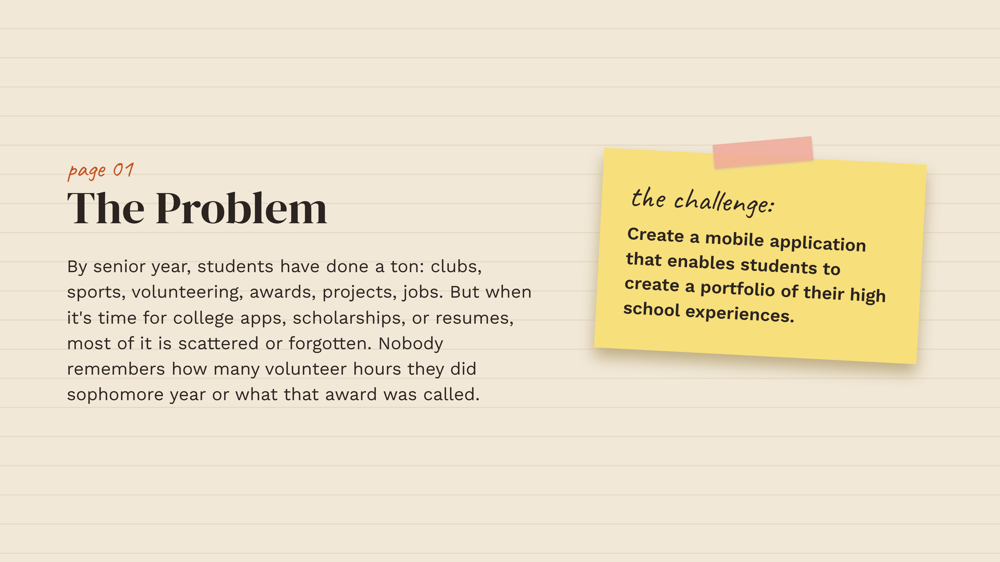 page 01
The Problem
By senior year, students have done a ton: clubs,
sports, volunteering, awards, projects, jobs. But when
it's time for college apps, scholarships, or resumes,
most of it is scattered or forgotten. Nobody
remembers how many volunteer hours they did
sophomore year or what that award was called.
the challenge:
Create a mobile application
that enables students to
create a portfolio of their high
school experiences.